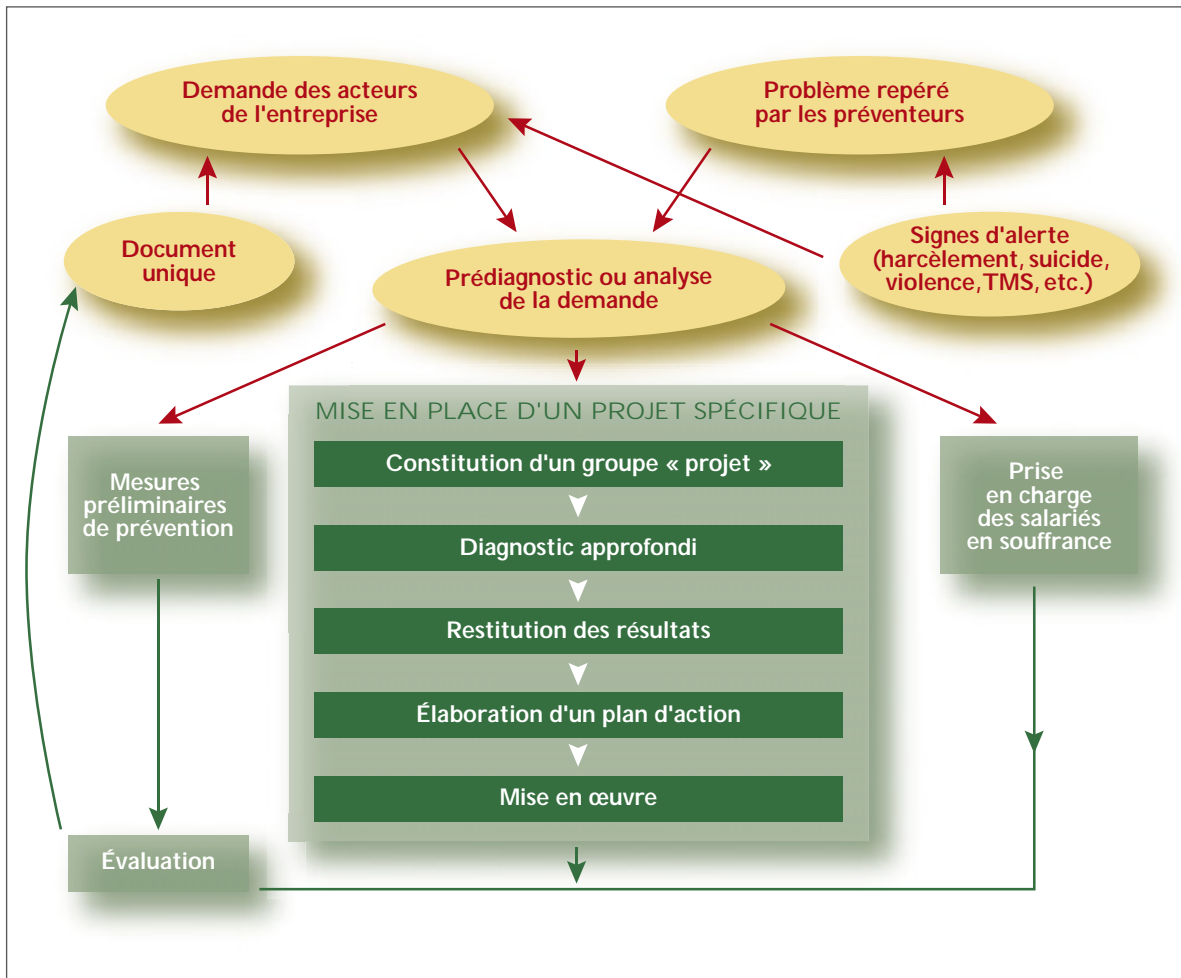 Demande des acteurs
de l'entreprise
Problème repéré
par les préventeurs
Document
unique
Prédiagnostic ou analyse
de la demande
Signes d'alerte
(harcèlement, suicide,
violence, TMS, etc.)
MISE EN PLACE D'UN PROJET SPÉCIFIQUE
Mesures
préliminaires
de prévention
Constitution d'un groupe « projet »
Diagnostic approfondi
Restitution des résultats
Élaboration d'un plan d'action
Mise en œuvre
Prise
en charge
des salariés
en souffrance
Évaluation